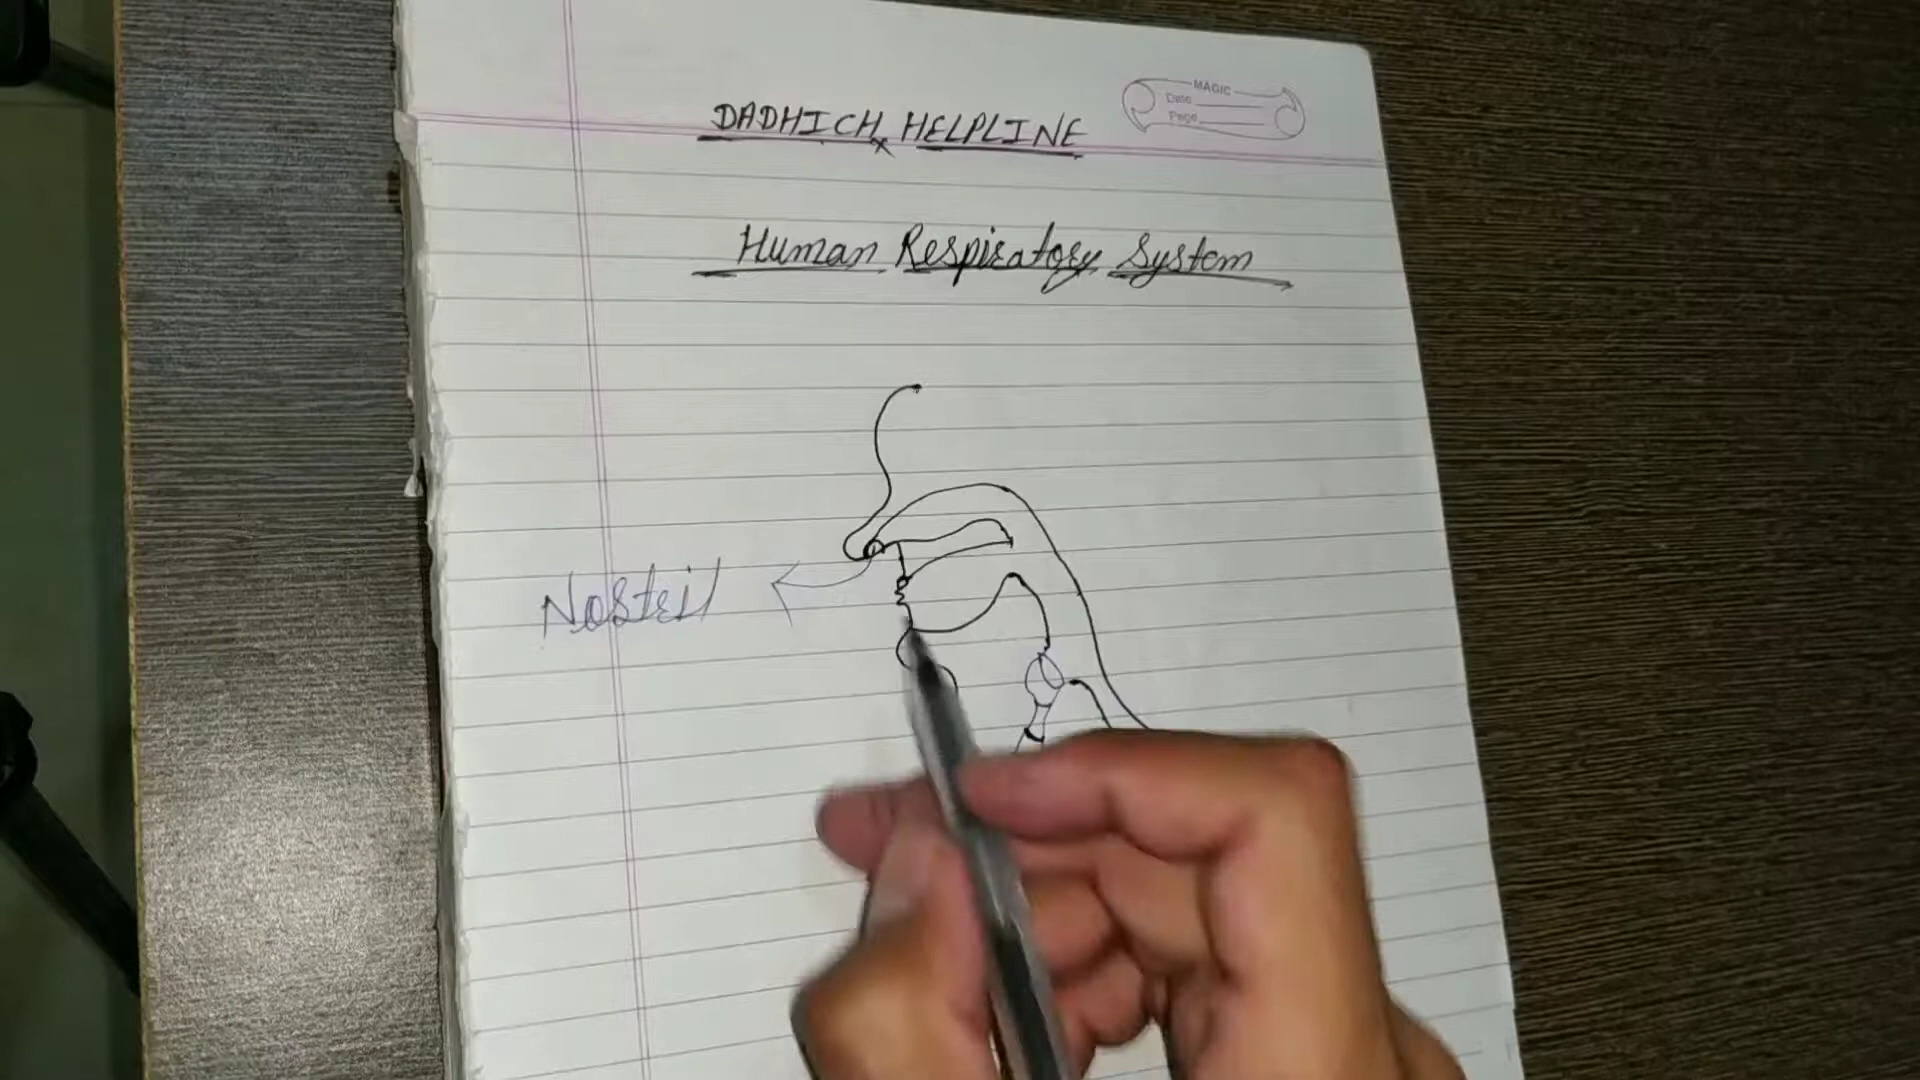 MAGIC
Date
Page
DADHICH HELPLINE
Human Respiratory System
Nostril